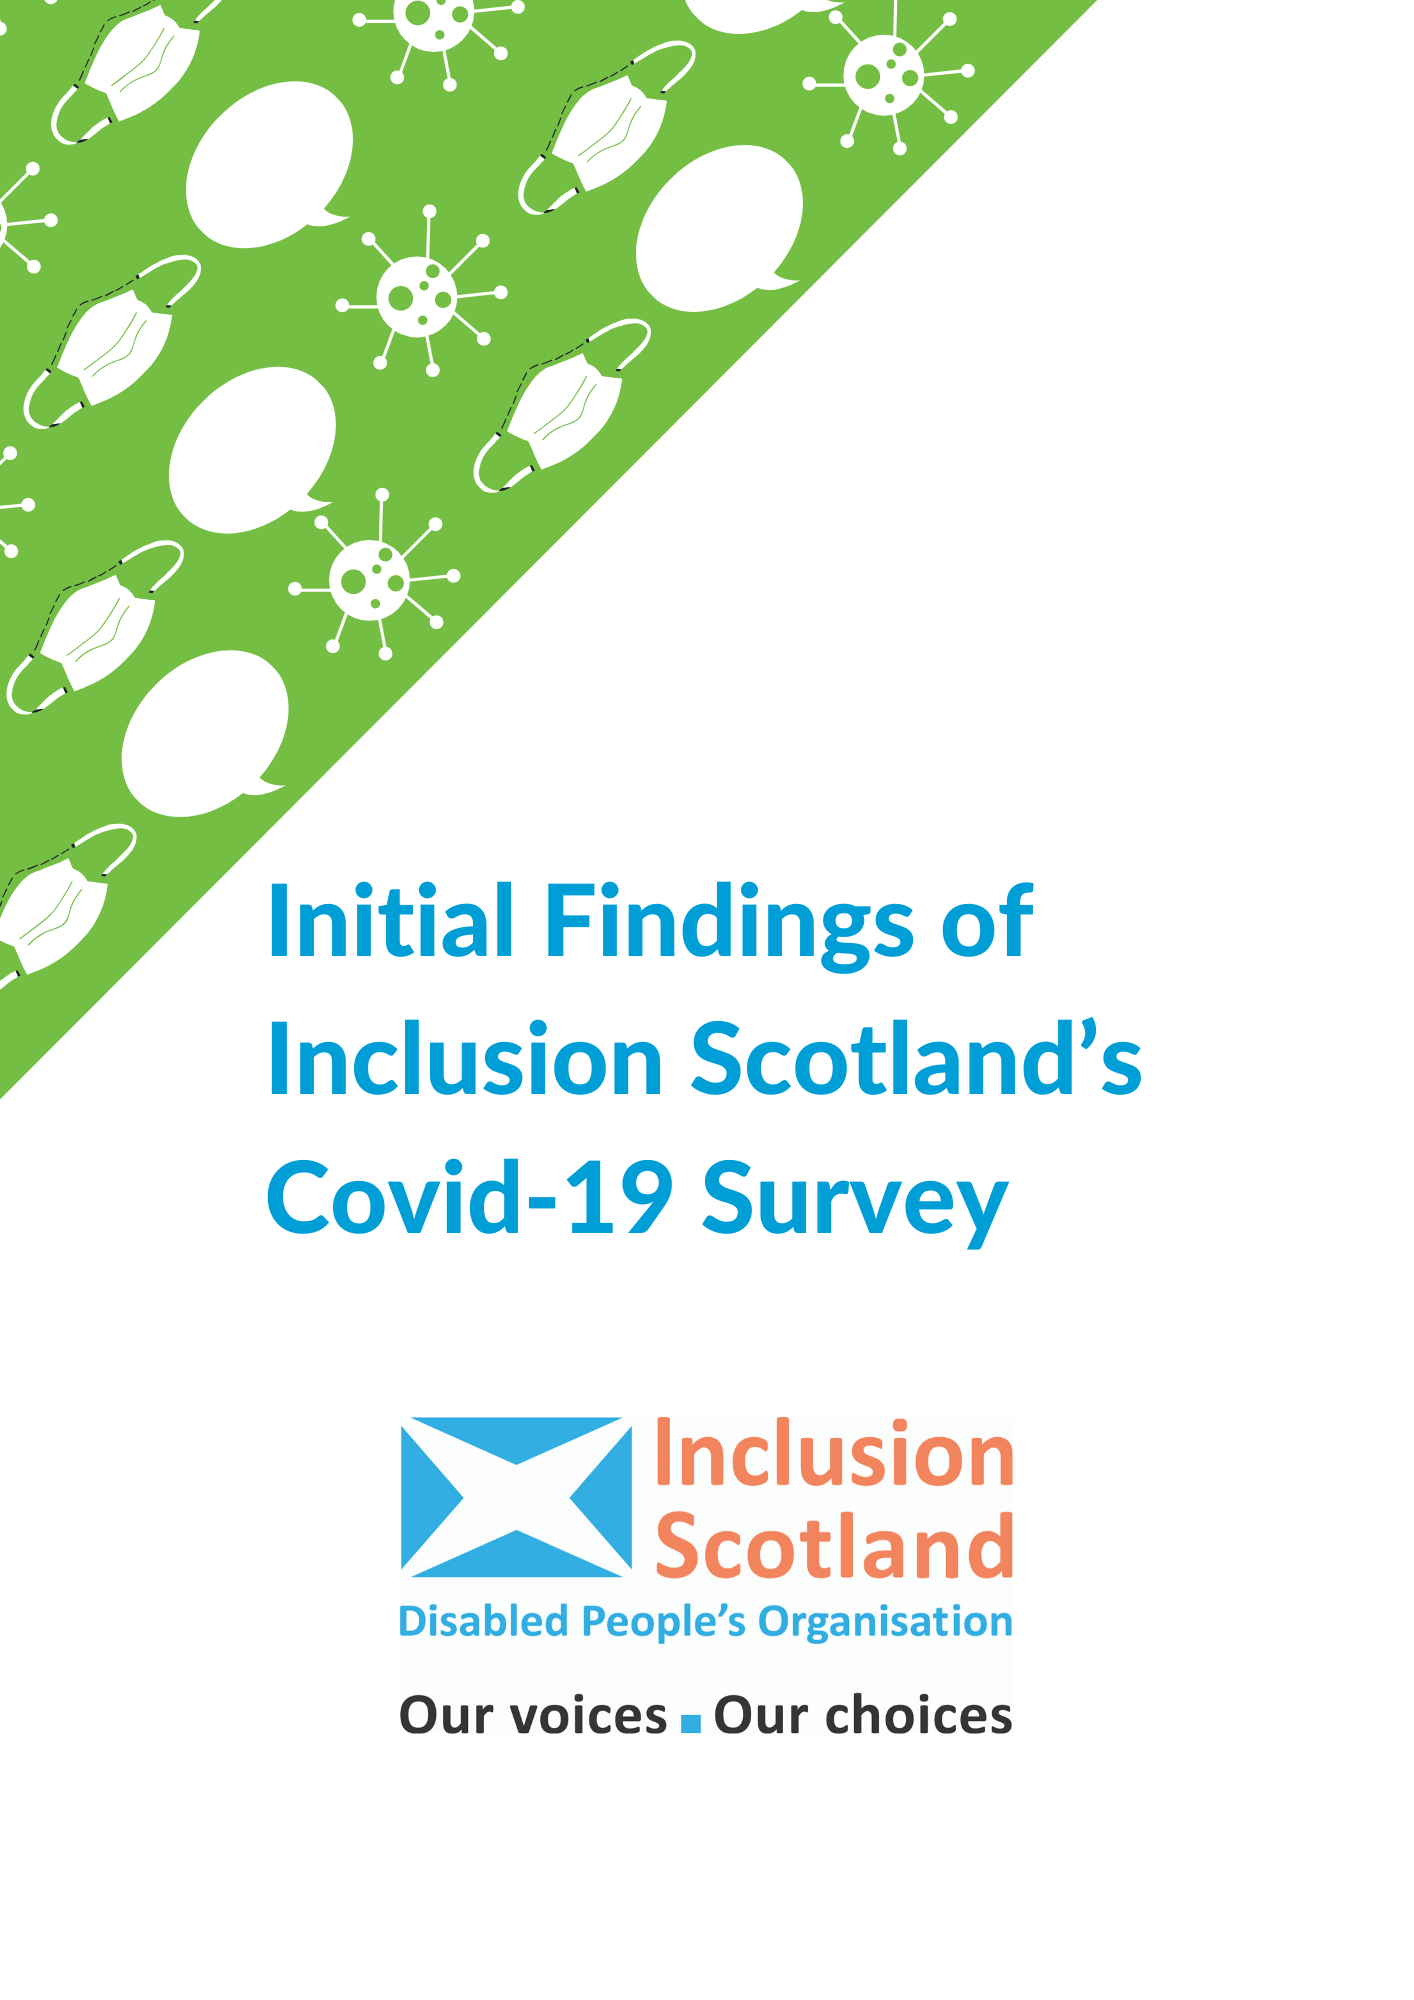 Initial Findings of
Inclusion Scotland’s
Covid-19 Survey
Inclusion
Scotland
Disabled People’s Organisation
Our voices ■ Our choices